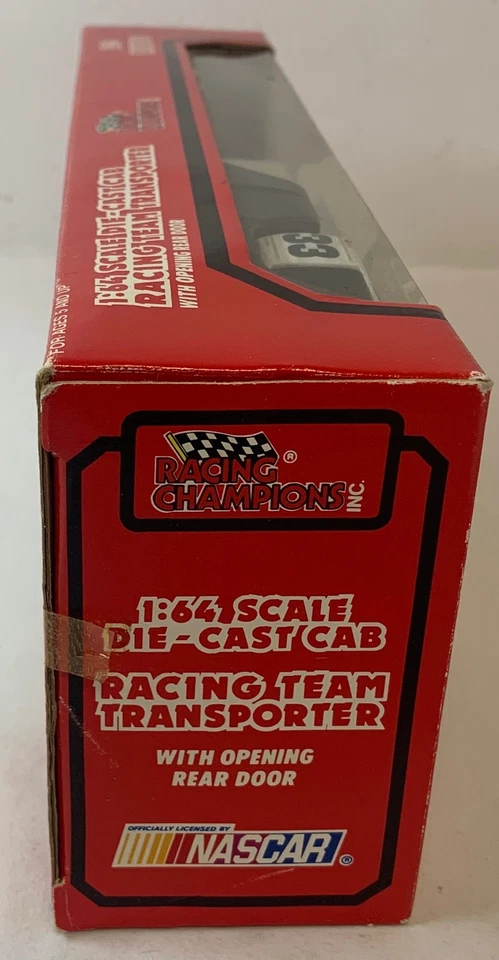 1:64 SCALE DIE-CAST CAB
RACING TEAM TRANSPORTER
WITH OPENING REAR DOOR
FOR AGES 5 AND UP
33
RACING ®
CHAMPIONS INC.
1:64 SCALE
DIE-CAST CAB
RACING TEAM
TRANSPORTER
WITH OPENING
REAR DOOR
OFFICIALLY LICENSED BY
NASCAR ®